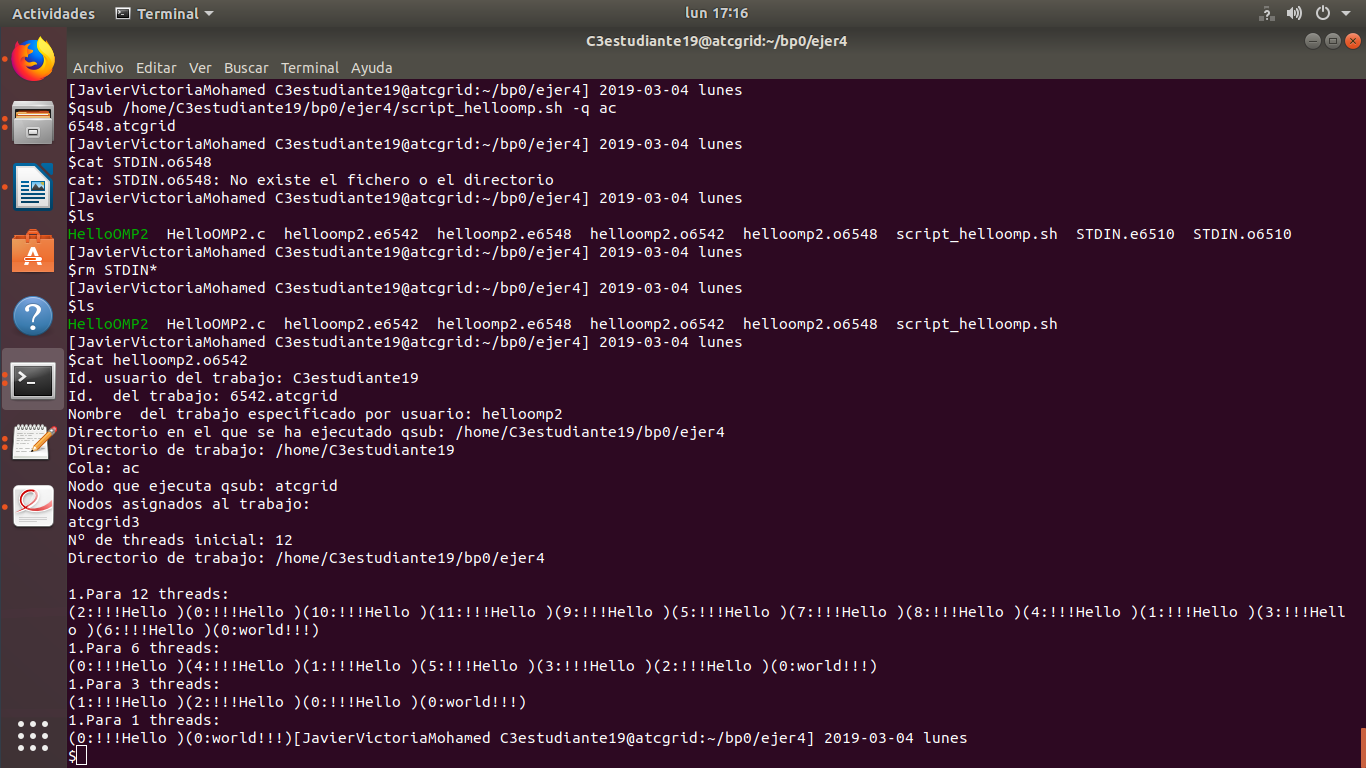 Actividades Terminal lun 17:16
C3estudiante19@atcgrid:~/bp0/ejer4
Archivo Editar Ver Buscar Terminal Ayuda
[JavierVictoriaMohamed C3estudiante19@atcgrid:~/bp0/ejer4] 2019-03-04 lunes
$qsub /home/C3estudiante19/bp0/ejer4/script_helloomp.sh -q ac
6548.atcgrid
[JavierVictoriaMohamed C3estudiante19@atcgrid:~/bp0/ejer4] 2019-03-04 lunes
$cat STDIN.o6548
cat: STDIN.o6548: No existe el fichero o el directorio
[JavierVictoriaMohamed C3estudiante19@atcgrid:~/bp0/ejer4] 2019-03-04 lunes
$ls
HelloOMP2  HelloOMP2.c  helloomp2.e6542  helloomp2.e6548  helloomp2.o6542  helloomp2.o6548  script_helloomp.sh  STDIN.e6510  STDIN.o6510
[JavierVictoriaMohamed C3estudiante19@atcgrid:~/bp0/ejer4] 2019-03-04 lunes
$rm STDIN*
[JavierVictoriaMohamed C3estudiante19@atcgrid:~/bp0/ejer4] 2019-03-04 lunes
$ls
HelloOMP2  HelloOMP2.c  helloomp2.e6542  helloomp2.e6548  helloomp2.o6542  helloomp2.o6548  script_helloomp.sh
[JavierVictoriaMohamed C3estudiante19@atcgrid:~/bp0/ejer4] 2019-03-04 lunes
$cat helloomp2.o6542
Id. usuario del trabajo: C3estudiante19
Id.  del trabajo: 6542.atcgrid
Nombre  del trabajo especificado por usuario: helloomp2
Directorio en el que se ha ejecutado qsub: /home/C3estudiante19/bp0/ejer4
Directorio de trabajo: /home/C3estudiante19
Cola: ac
Nodo que ejecuta qsub: atcgrid
Nodos asignados al trabajo:
atcgrid3
Nº de threads inicial: 12
Directorio de trabajo: /home/C3estudiante19/bp0/ejer4
1.Para 12 threads:
(2:!!!Hello )(0:!!!Hello )(10:!!!Hello )(11:!!!Hello )(9:!!!Hello )(5:!!!Hello )(7:!!!Hello )(8:!!!Hello )(4:!!!Hello )(1:!!!Hello )(3:!!!Hell
o )(6:!!!Hello )(0:world!!!)
1.Para 6 threads:
(0:!!!Hello )(4:!!!Hello )(1:!!!Hello )(5:!!!Hello )(3:!!!Hello )(2:!!!Hello )(0:world!!!)
1.Para 3 threads:
(1:!!!Hello )(2:!!!Hello )(0:!!!Hello )(0:world!!!)
1.Para 1 threads:
(0:!!!Hello )(0:world!!!)[JavierVictoriaMohamed C3estudiante19@atcgrid:~/bp0/ejer4] 2019-03-04 lunes
$